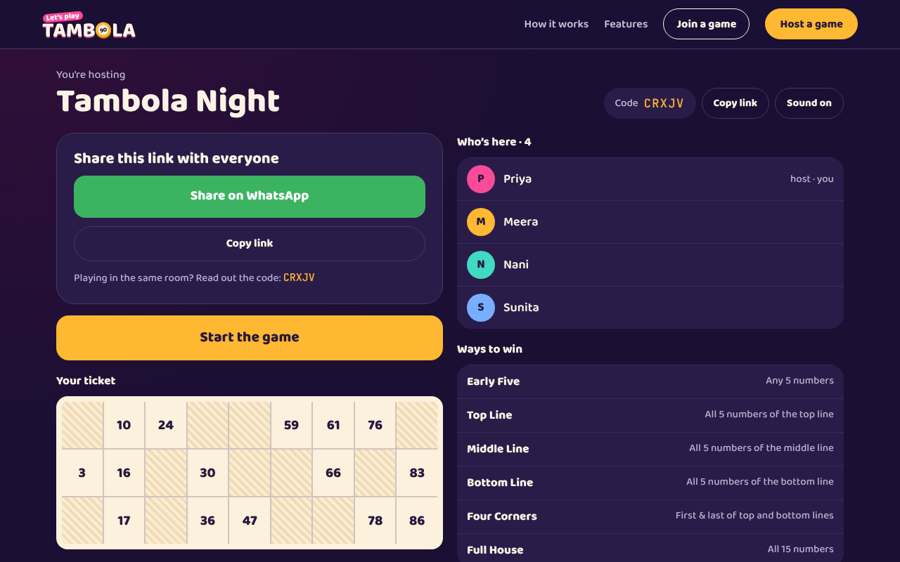 Let's play
TAMBOLA
90
How it works
Features
Join a game
Host a game
You're hosting
Tambola Night
Code CRXJV
Copy link
Sound on
Share this link with everyone
Share on WhatsApp
Copy link
Playing in the same room? Read out the code: CRXJV
Start the game
Your ticket
10 24 59 61 76
3 16 30 66 83
17 36 47 78 86
Who's here · 4
P Priya host · you
M Meera
N Nani
S Sunita
Ways to win
Early Five Any 5 numbers
Top Line All 5 numbers of the top line
Middle Line All 5 numbers of the middle line
Bottom Line All 5 numbers of the bottom line
Four Corners First & last of top and bottom lines
Full House All 15 numbers